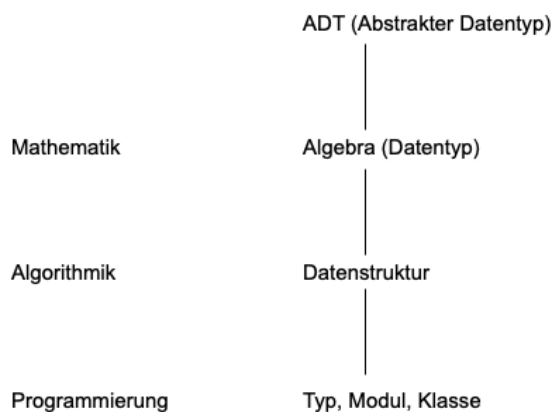 ADT (Abstrakter Datentyp)
Mathematik Algebra (Datentyp)
Algorithmik Datenstruktur
Programmierung Typ, Modul, Klasse